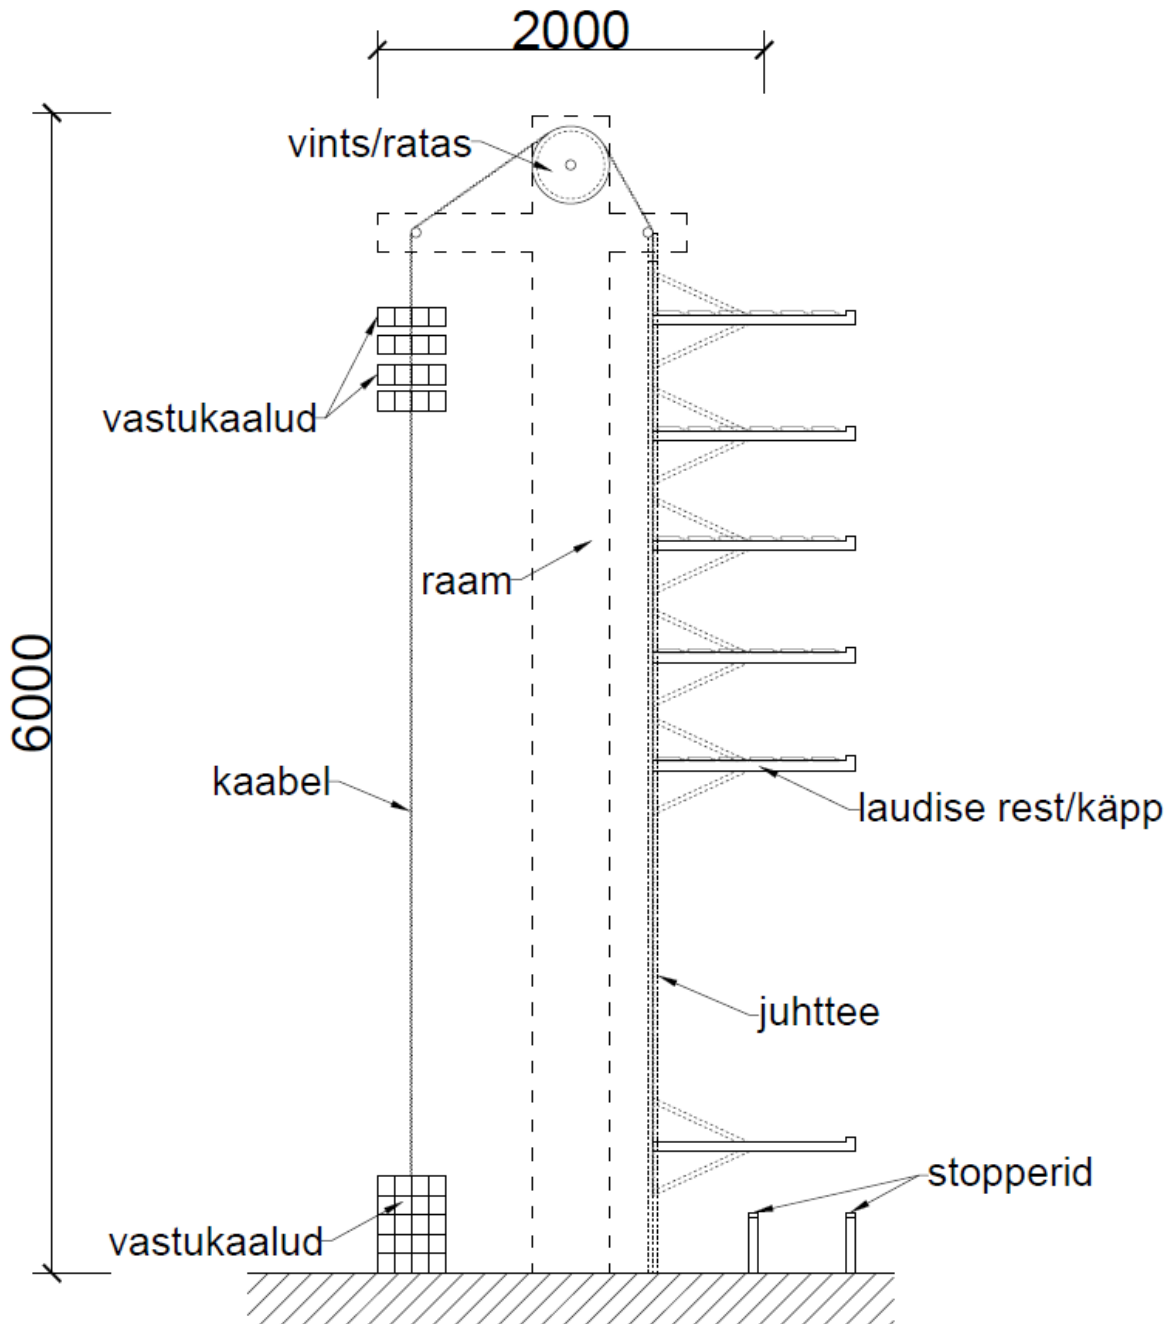 2000
vints/ratas
vastukaalud
raam
6000
kaabel
laudise rest/käpp
juhttee
stopperid
vastukaalud